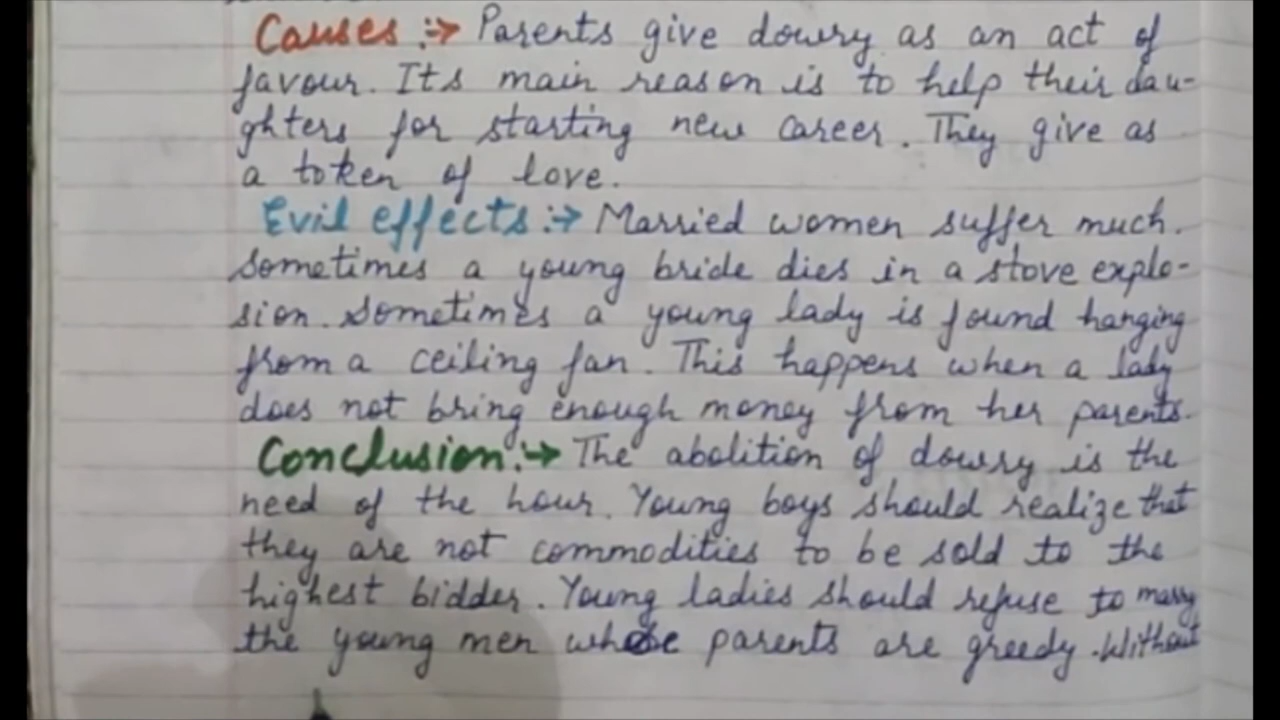 Causes :→ Parents give dowry as an act of
favour. Its main reason is to help their dau-
ghters for starting new career. They give as
a token of love.
Evil effects :→ Married women suffer much.
Sometimes a young bride dies in a stove explo-
sion. Sometimes a young lady is found hanging
from a ceiling fan. This happens when a lady
does not bring enough money from her parents.
Conclusion :→ The abolition of dowry is the
need of the hour. Young boys should realize that
they are not commodities to be sold to the
highest bidder. Young ladies should refuse to marry
the young men whose parents are greedy. Without